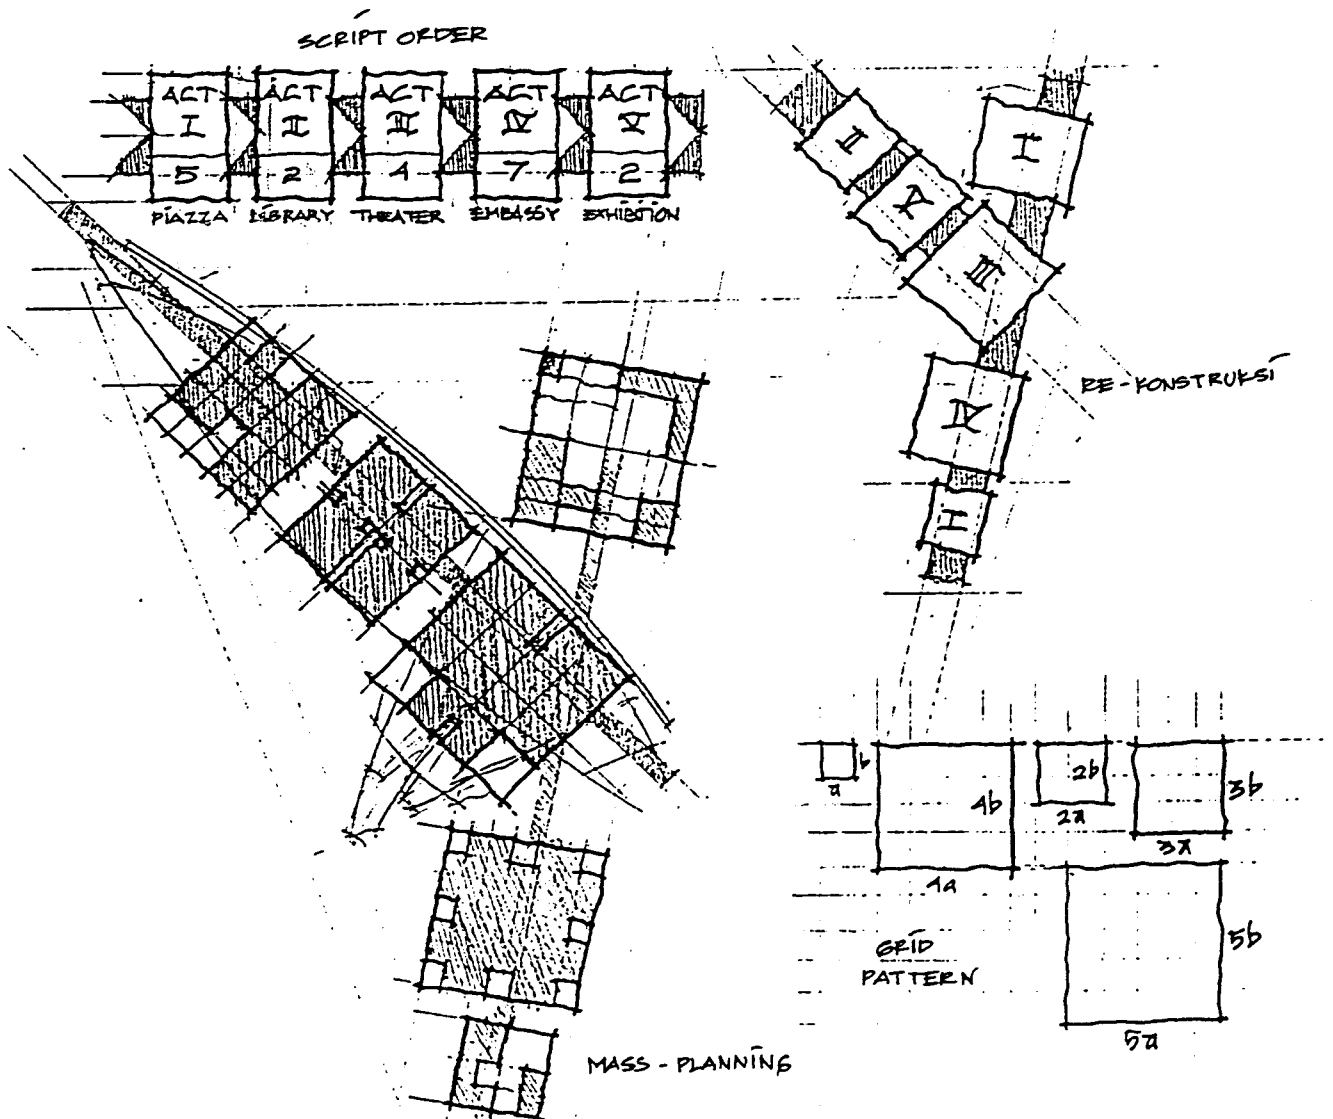 SCRIPT ORDER
ACT ACT ACT ACT ACT
I II III IV V
5 2 4 7 2
PIAZZA LIBRARY THEATER EMBASSY EXHIBITION
II
I
V
III
IV
I
RE-KONSTRUKSI
b
a
4b
4a
2b
2a
3b
3a
5b
5a
GRID
PATTERN
MASS-PLANNING